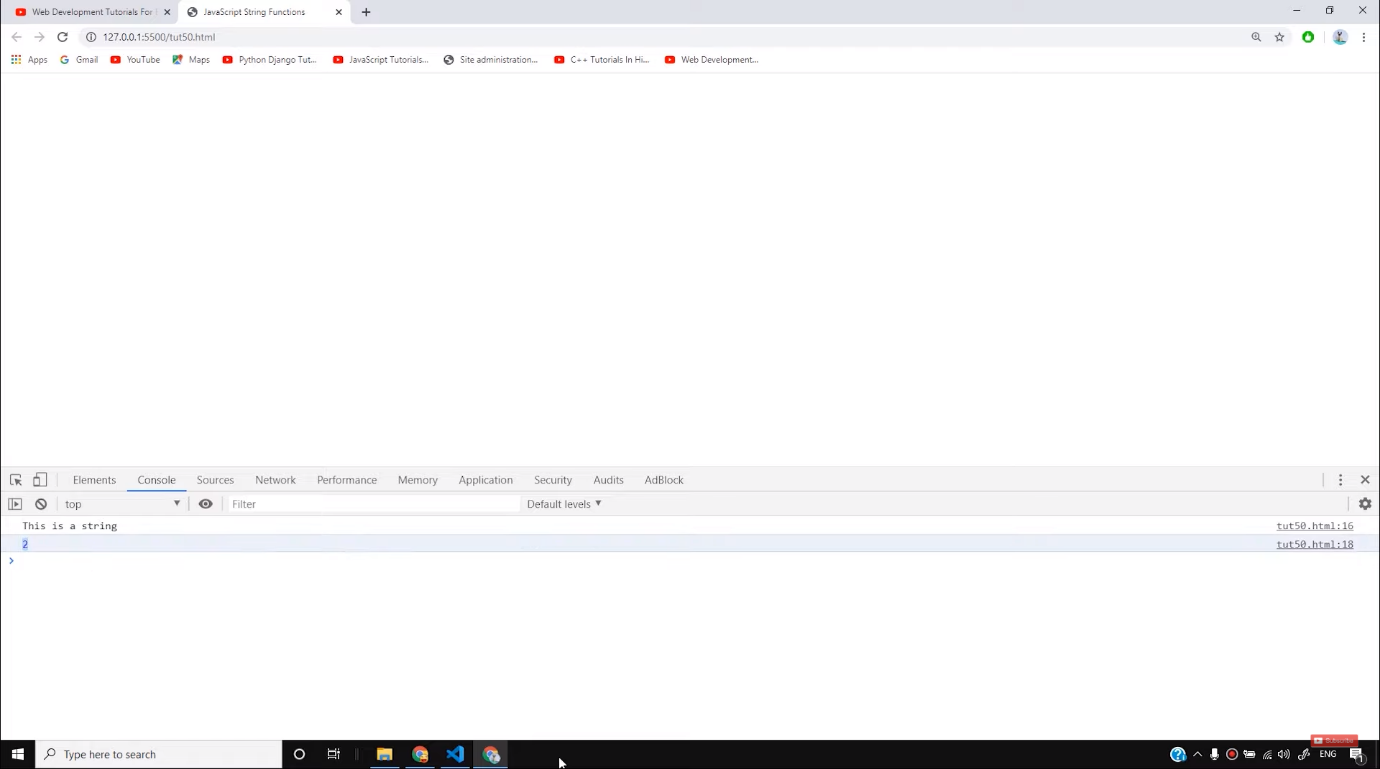 Web Development Tutorials For
JavaScript String Functions
127.0.0.1:5500/tut50.html
Apps Gmail YouTube Maps Python Django Tut... JavaScript Tutorials... Site administration... C++ Tutorials In Hi... Web Development...
Elements Console Sources Network Performance Memory Application Security Audits AdBlock
top Filter Default levels
This is a string tut50.html:16
2 tut50.html:18
Subscribe
Type here to search ENG 1